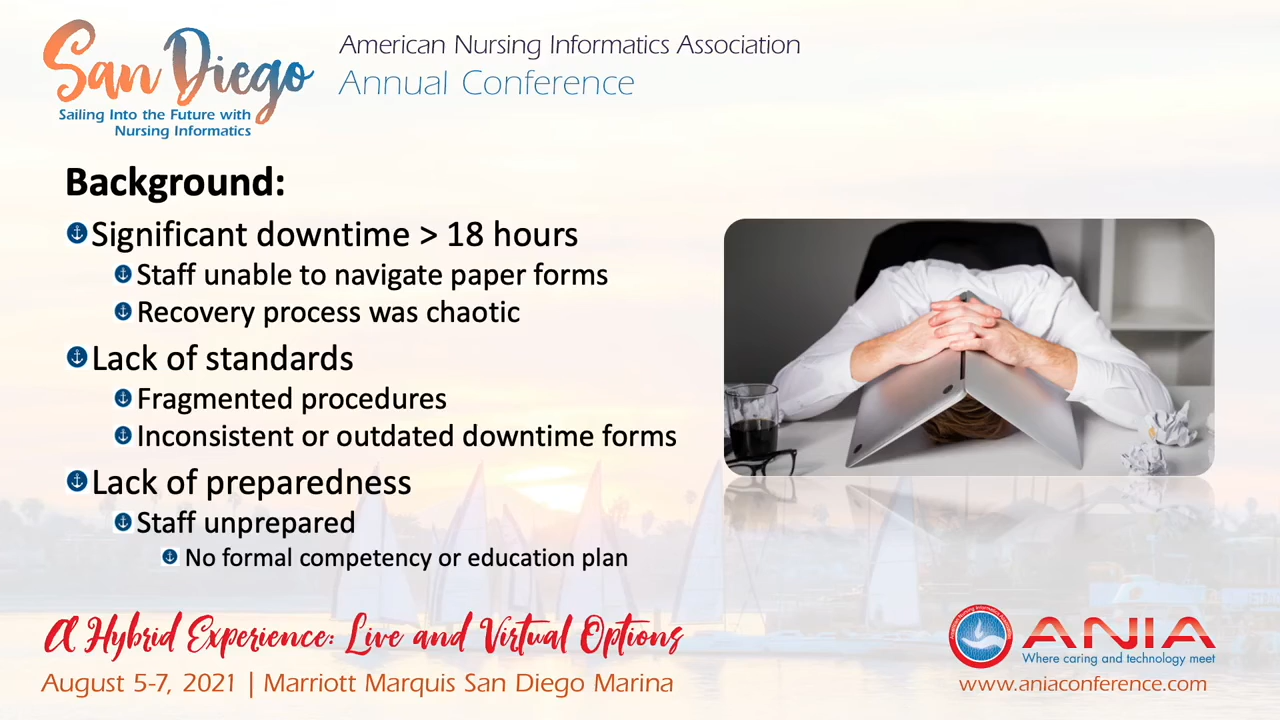 San Diego
Sailing Into the Future with
Nursing Informatics
American Nursing Informatics Association
Annual Conference
Background:
Significant downtime > 18 hours
Staff unable to navigate paper forms
Recovery process was chaotic
Lack of standards
Fragmented procedures
Inconsistent or outdated downtime forms
Lack of preparedness
Staff unprepared
No formal competency or education plan
A Hybrid Experience: Live and Virtual Options
August 5-7, 2021 | Marriott Marquis San Diego Marina
ANIA
Where caring and technology meet
www.aniaconference.com